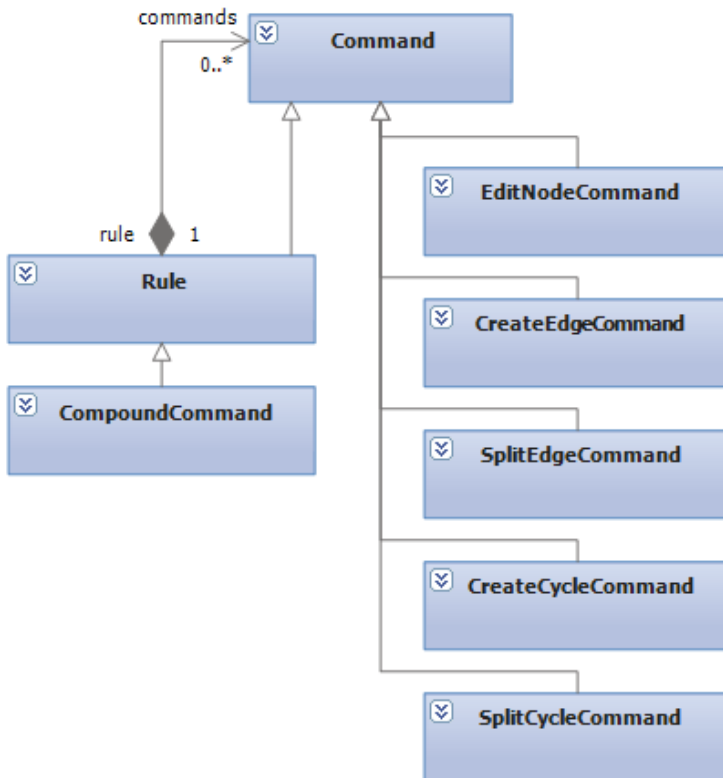 commands
Command
0..*
rule
1
Rule
EditNodeCommand
CreateEdgeCommand
CompoundCommand
SplitEdgeCommand
CreateCycleCommand
SplitCycleCommand